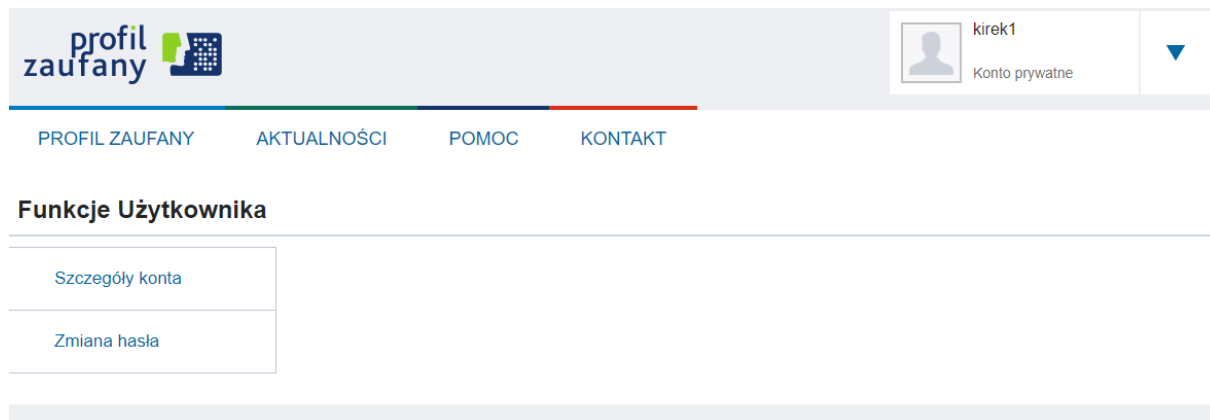 profil
zaufany
kirek1
Konto prywatne
PROFIL ZAUFANY AKTUALNOŚCI POMOC KONTAKT
Funkcje Użytkownika
Szczegóły konta
Zmiana hasła